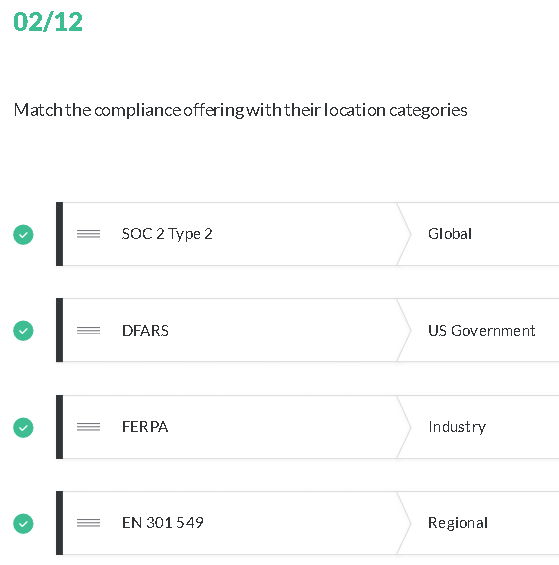 02/12
Match the compliance offering with their location categories
SOC 2 Type 2
Global
DFARS
US Government
FERPA
Industry
EN 301 549
Regional